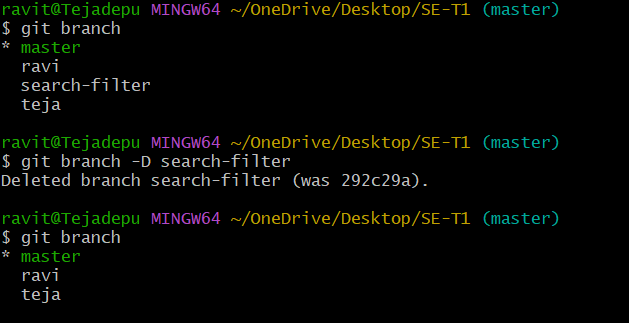 ravit@Tejadepu MINGW64 ~/OneDrive/Desktop/SE-T1 (master)
$ git branch
* master
  ravi
  search-filter
  teja

ravit@Tejadepu MINGW64 ~/OneDrive/Desktop/SE-T1 (master)
$ git branch -D search-filter
Deleted branch search-filter (was 292c29a).

ravit@Tejadepu MINGW64 ~/OneDrive/Desktop/SE-T1 (master)
$ git branch
* master
  ravi
  teja